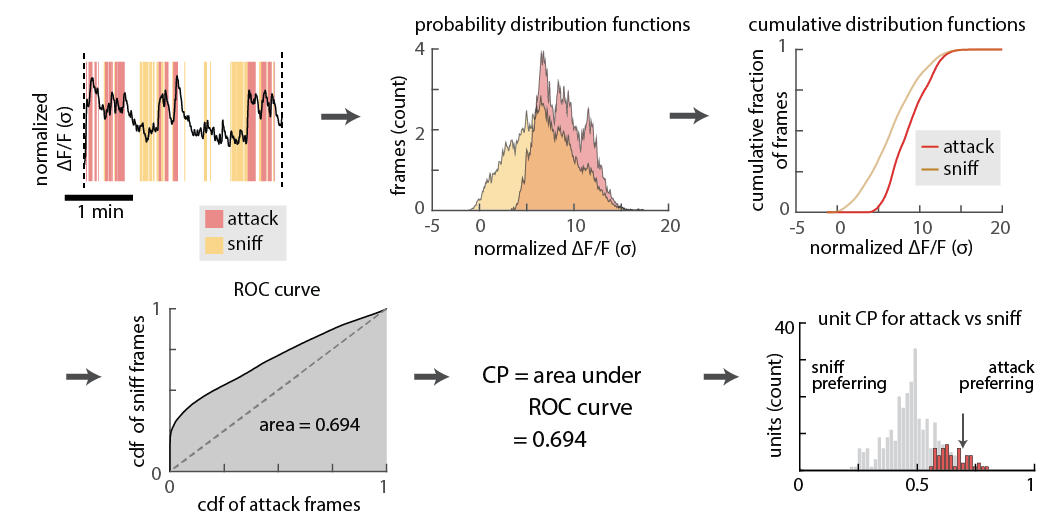 normalized
ΔF/F (σ)
1 min
attack
sniff
probability distribution functions
frames (count)
4
2
0
-5
0
10
20
normalized ΔF/F (σ)
cumulative distribution functions
cumulative fraction
of frames
1
0
-5
0
5
10
20
normalized ΔF/F (σ)
attack
sniff
ROC curve
cdf of sniff frames
1
0
area = 0.694
0
1
cdf of attack frames
CP = area under
ROC curve
= 0.694
unit CP for attack vs sniff
units (count)
40
20
sniff
preferring
attack
preferring
0
0.5
1